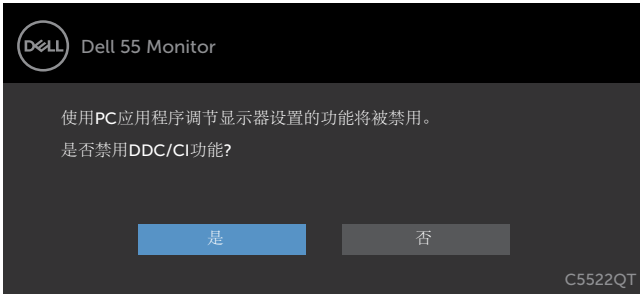 DELL
Dell 55 Monitor
使用PC应用程序调节显示器设置的功能将被禁用。
是否禁用DDC/CI功能?
是
否
C5522QT